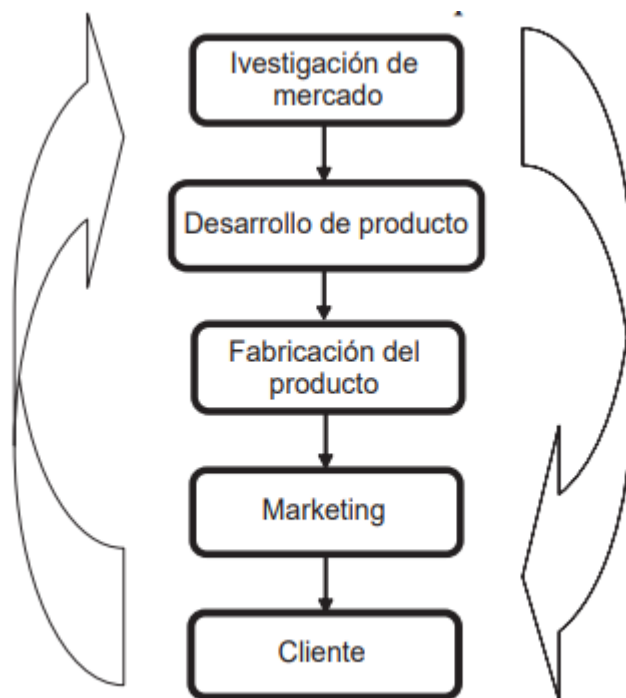 Ivestigación de
mercado
Desarrollo de producto
Fabricación del
producto
Marketing
Cliente